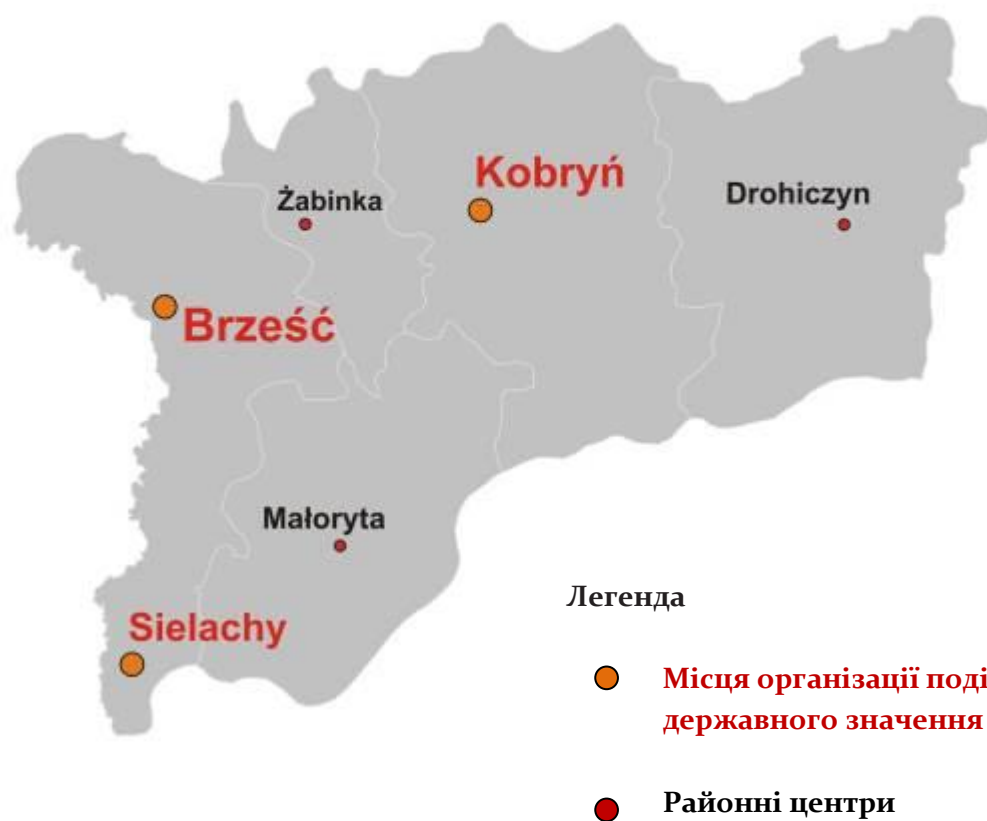 Kobryń
Żabinka
Drohiczyn
Brześć
Małoryta
Sielachy
Легенда
Місця організації поді
державного значення
Районні центри